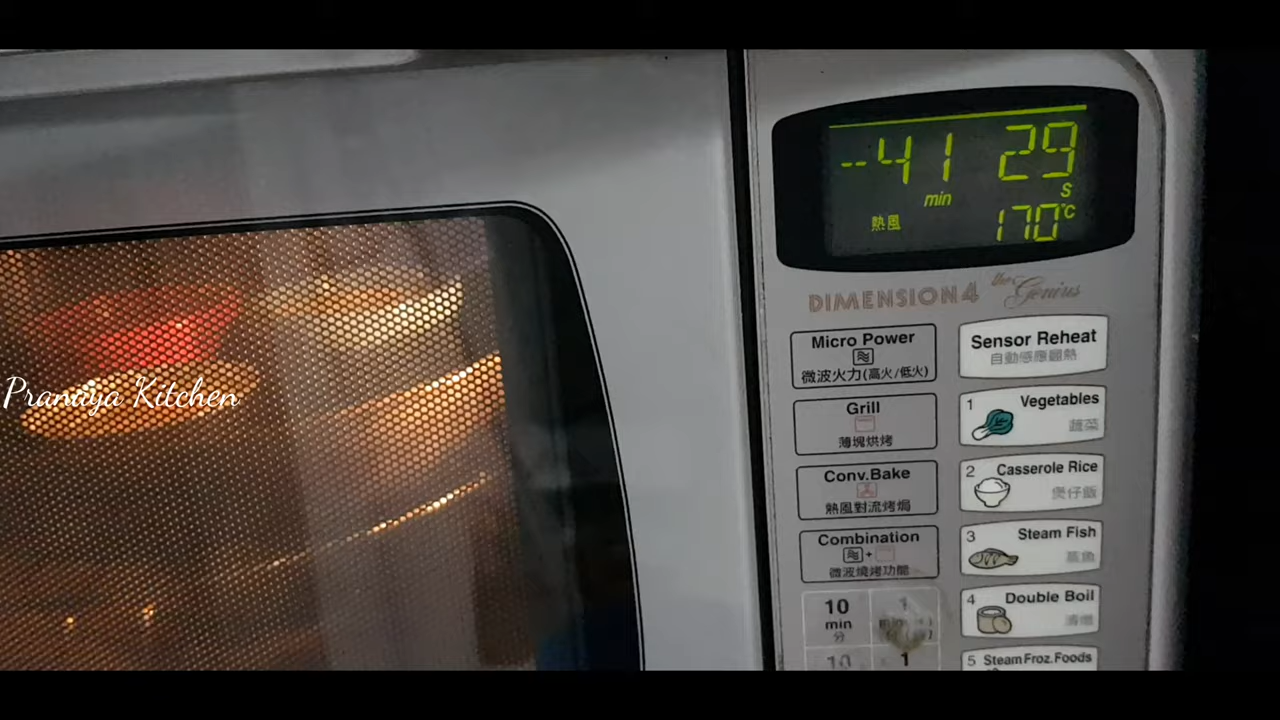 --41 29
min S
熱風 170°C
DIMENSION 4 the Genius
Micro Power
微波火力(高火/低火)
Sensor Reheat
自動感應翻熱
Grill
薄塊烘烤
1 Vegetables
蔬菜
Conv.Bake
熱風對流烤焗
2 Casserole Rice
煲仔飯
Combination
+
微波燒烤功能
3 Steam Fish
蒸魚
10 1
min
分
4 Double Boil
清燉
10 1
5 Steam Froz.Foods
Pranaya Kitchen